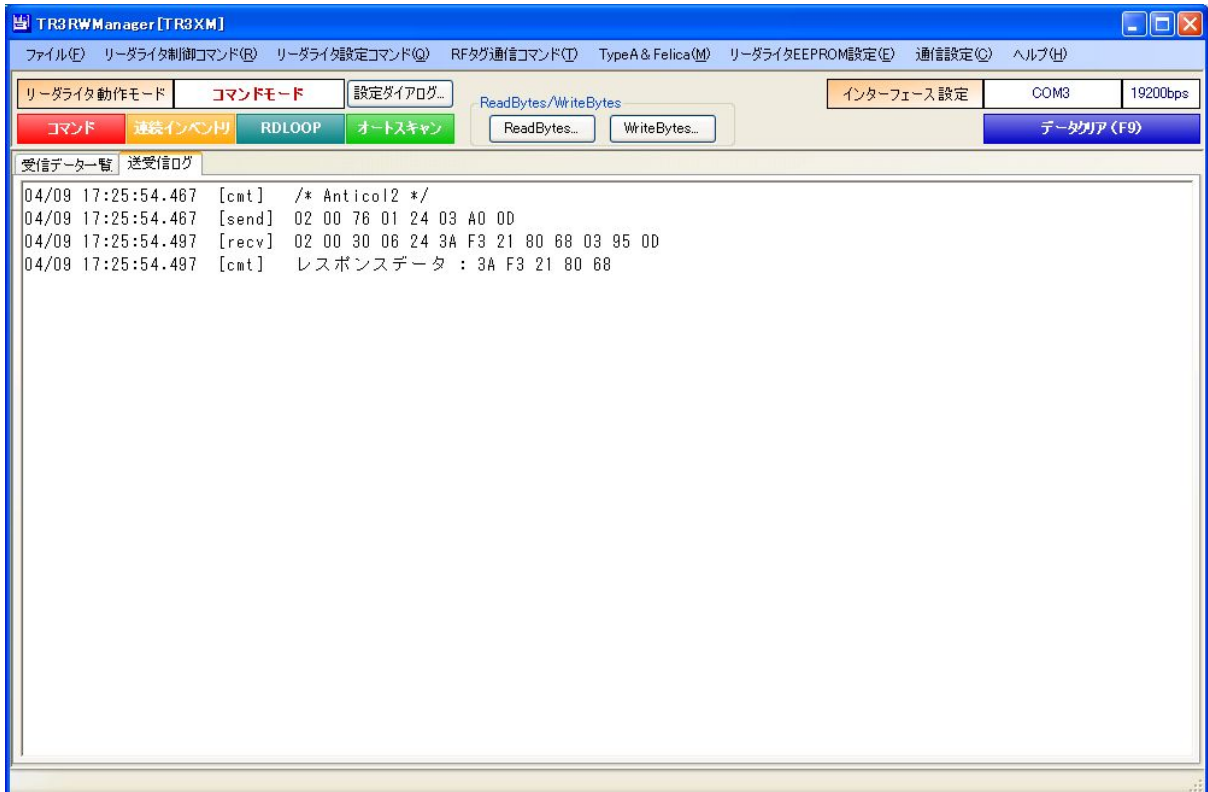 TR3RWManager[TR3XM]
ファイル(F) リーダライタ制御コマンド(R) リーダライタ設定コマンド(Q) RFタグ通信コマンド(T) TypeA & Felica(M) リーダライタEEPROM設定(E) 通信設定(C) ヘルプ(H)
リーダライタ動作モード コマンドモード 設定ダイアログ... ReadBytes/WriteBytes インターフェース設定 COM3 19200bps
コマンド 連続インベントリ RDLOOP オートスキャン ReadBytes... WriteBytes... データクリア (F9)
受信データ一覧 送受信ログ
04/09 17:25:54.467 [cmt] /* Anticol2 */
04/09 17:25:54.467 [send] 02 00 76 01 24 03 A0 0D
04/09 17:25:54.497 [recv] 02 00 30 06 24 3A F3 21 80 68 03 95 0D
04/09 17:25:54.497 [cmt] レスポンスデータ : 3A F3 21 80 68